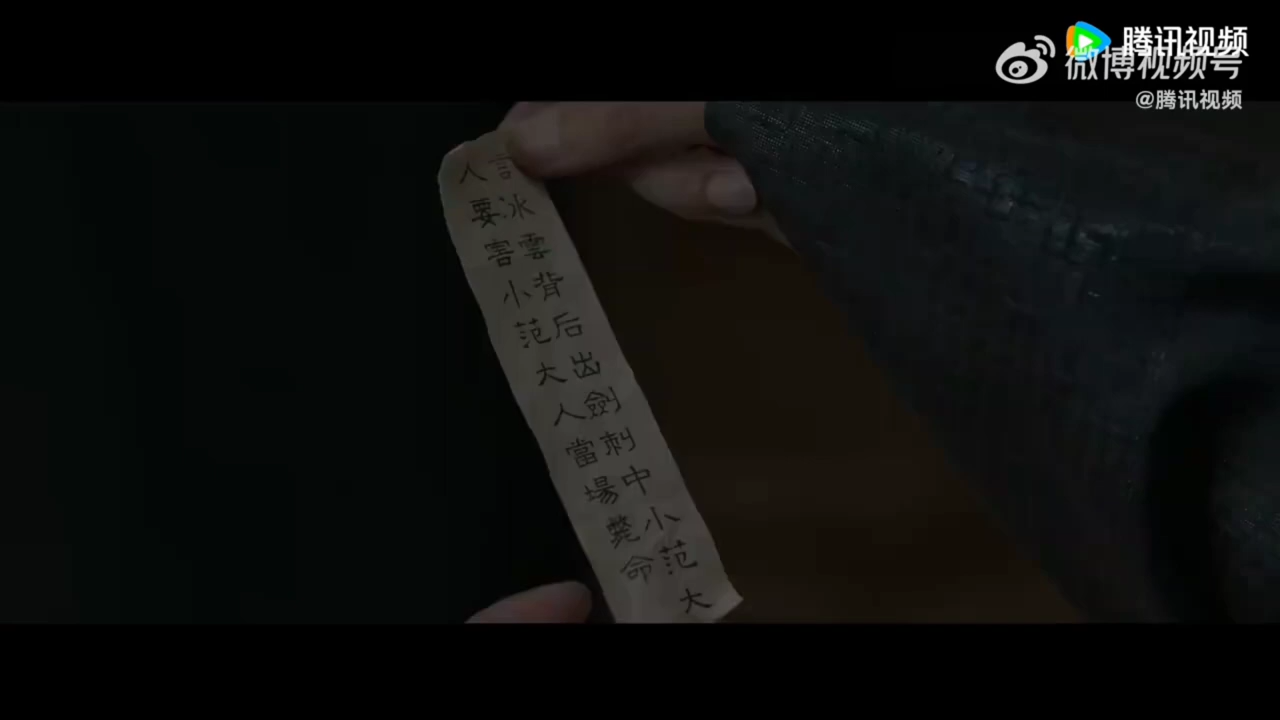 腾讯视频
微博视频号
@腾讯视频
言冰雲背后出劍刺中小范大
人要害小范大人當場斃命